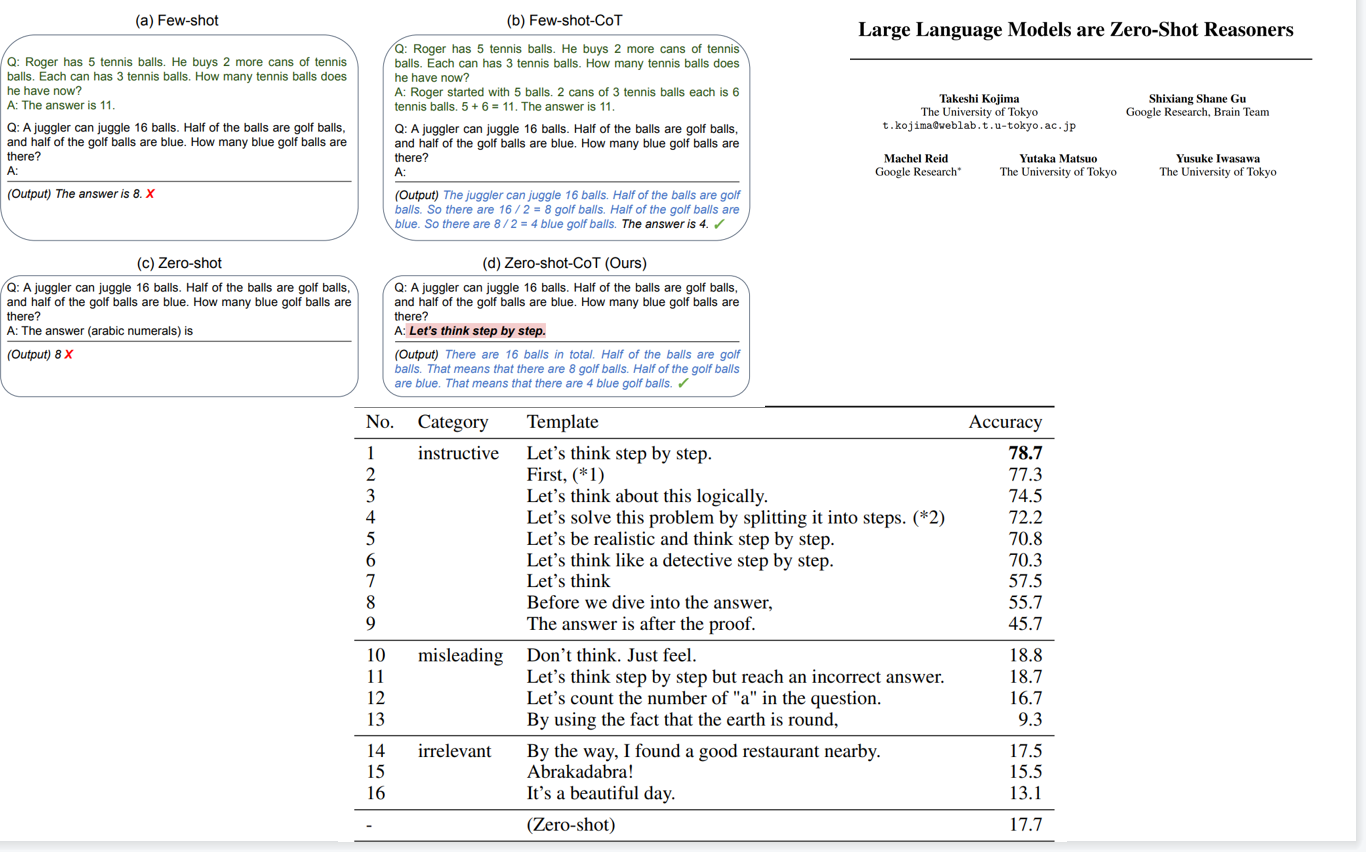 (a) Few-shot
Q: Roger has 5 tennis balls. He buys 2 more cans of tennis
balls. Each can has 3 tennis balls. How many tennis balls does
he have now?
A: The answer is 11.
Q: A juggler can juggle 16 balls. Half of the balls are golf balls,
and half of the golf balls are blue. How many blue golf balls are
there?
A:
(Output) The answer is 8. ✗
(b) Few-shot-CoT
Q: Roger has 5 tennis balls. He buys 2 more cans of tennis
balls. Each can has 3 tennis balls. How many tennis balls does
he have now?
A: Roger started with 5 balls. 2 cans of 3 tennis balls each is 6
tennis balls. 5 + 6 = 11. The answer is 11.
Q: A juggler can juggle 16 balls. Half of the balls are golf balls,
and half of the golf balls are blue. How many blue golf balls are
there?
A:
(Output) The juggler can juggle 16 balls. Half of the balls are golf
balls. So there are 16 / 2 = 8 golf balls. Half of the golf balls are
blue. So there are 8 / 2 = 4 blue golf balls. The answer is 4. ✓
(c) Zero-shot
Q: A juggler can juggle 16 balls. Half of the balls are golf balls,
and half of the golf balls are blue. How many blue golf balls are
there?
A: The answer (arabic numerals) is
(Output) 8 ✗
(d) Zero-shot-CoT (Ours)
Q: A juggler can juggle 16 balls. Half of the balls are golf balls,
and half of the golf balls are blue. How many blue golf balls are
there?
A: Let's think step by step.
(Output) There are 16 balls in total. Half of the balls are golf
balls. That means that there are 8 golf balls. Half of the golf balls
are blue. That means that there are 4 blue golf balls. ✓
Large Language Models are Zero-Shot Reasoners
Takeshi Kojima
The University of Tokyo
t.kojima@weblab.t.u-tokyo.ac.jp
Shixiang Shane Gu
Google Research, Brain Team
Machel Reid
Google Research*
Yutaka Matsuo
The University of Tokyo
Yusuke Iwasawa
The University of Tokyo
No. Category Template Accuracy
1 instructive Let's think step by step. 78.7
2 First, (*1) 77.3
3 Let's think about this logically. 74.5
4 Let's solve this problem by splitting it into steps. (*2) 72.2
5 Let's be realistic and think step by step. 70.8
6 Let's think like a detective step by step. 70.3
7 Let's think 57.5
8 Before we dive into the answer, 55.7
9 The answer is after the proof. 45.7
10 misleading Don't think. Just feel. 18.8
11 Let's think step by step but reach an incorrect answer. 18.7
12 Let's count the number of "a" in the question. 16.7
13 By using the fact that the earth is round, 9.3
14 irrelevant By the way, I found a good restaurant nearby. 17.5
15 Abrakadabra! 15.5
16 It's a beautiful day. 13.1
- (Zero-shot) 17.7